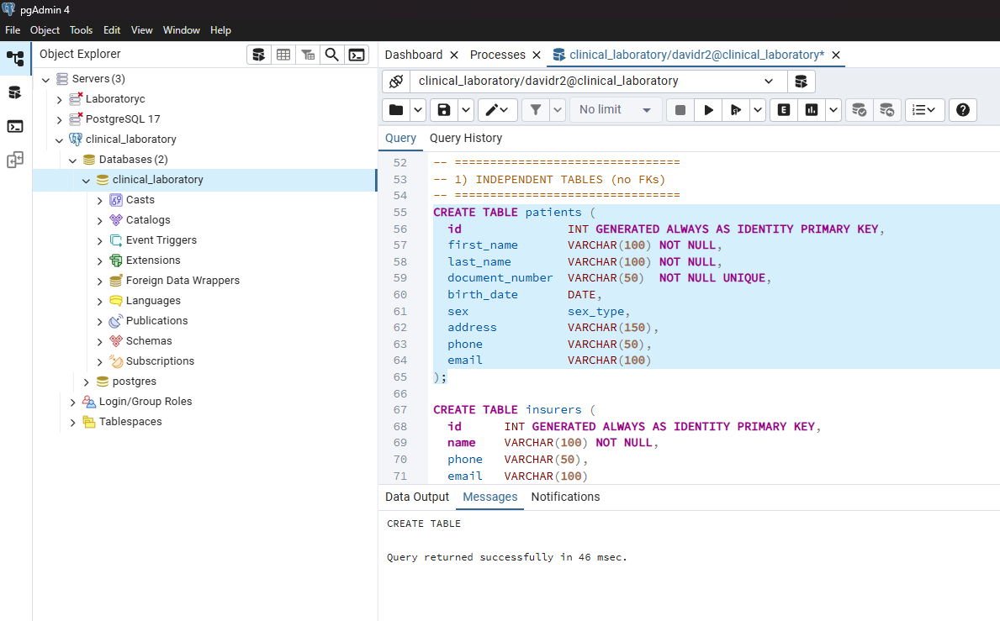 pgAdmin 4
File Object Tools Edit View Window Help
Object Explorer
Servers (3)
Laboratoryc
PostgreSQL 17
clinical_laboratory
Databases (2)
clinical_laboratory
Casts
Catalogs
Event Triggers
Extensions
Foreign Data Wrappers
Languages
Publications
Schemas
Subscriptions
postgres
Login/Group Roles
Tablespaces
Dashboard Processes clinical_laboratory/davidr2@clinical_laboratory*
clinical_laboratory/davidr2@clinical_laboratory
No limit E
Query Query History
52 -- ================================
53 -- 1) INDEPENDENT TABLES (no FKs)
54 -- ================================
55 CREATE TABLE patients (
56 id INT GENERATED ALWAYS AS IDENTITY PRIMARY KEY,
57 first_name VARCHAR(100) NOT NULL,
58 last_name VARCHAR(100) NOT NULL,
59 document_number VARCHAR(50) NOT NULL UNIQUE,
60 birth_date DATE,
61 sex sex_type,
62 address VARCHAR(150),
63 phone VARCHAR(50),
64 email VARCHAR(100)
65 );
66
67 CREATE TABLE insurers (
68 id INT GENERATED ALWAYS AS IDENTITY PRIMARY KEY,
69 name VARCHAR(100) NOT NULL,
70 phone VARCHAR(50),
71 email VARCHAR(100)
Data Output Messages Notifications
CREATE TABLE
Query returned successfully in 46 msec.